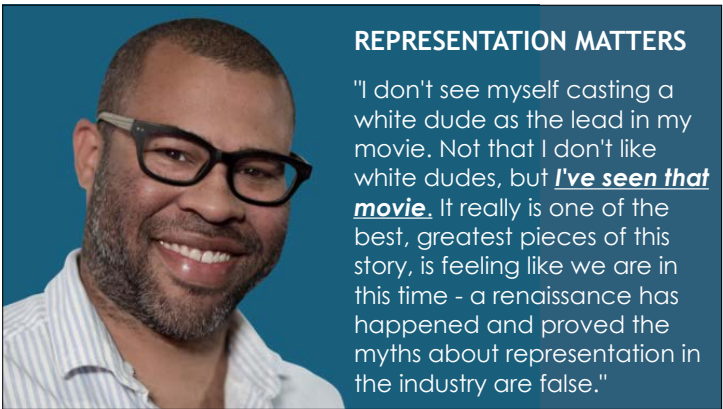 REPRESENTATION MATTERS
"I don't see myself casting a
white dude as the lead in my
movie. Not that I don't like
white dudes, but I've seen that
movie. It really is one of the
best, greatest pieces of this
story, is feeling like we are in
this time - a renaissance has
happened and proved the
myths about representation in
the industry are false."